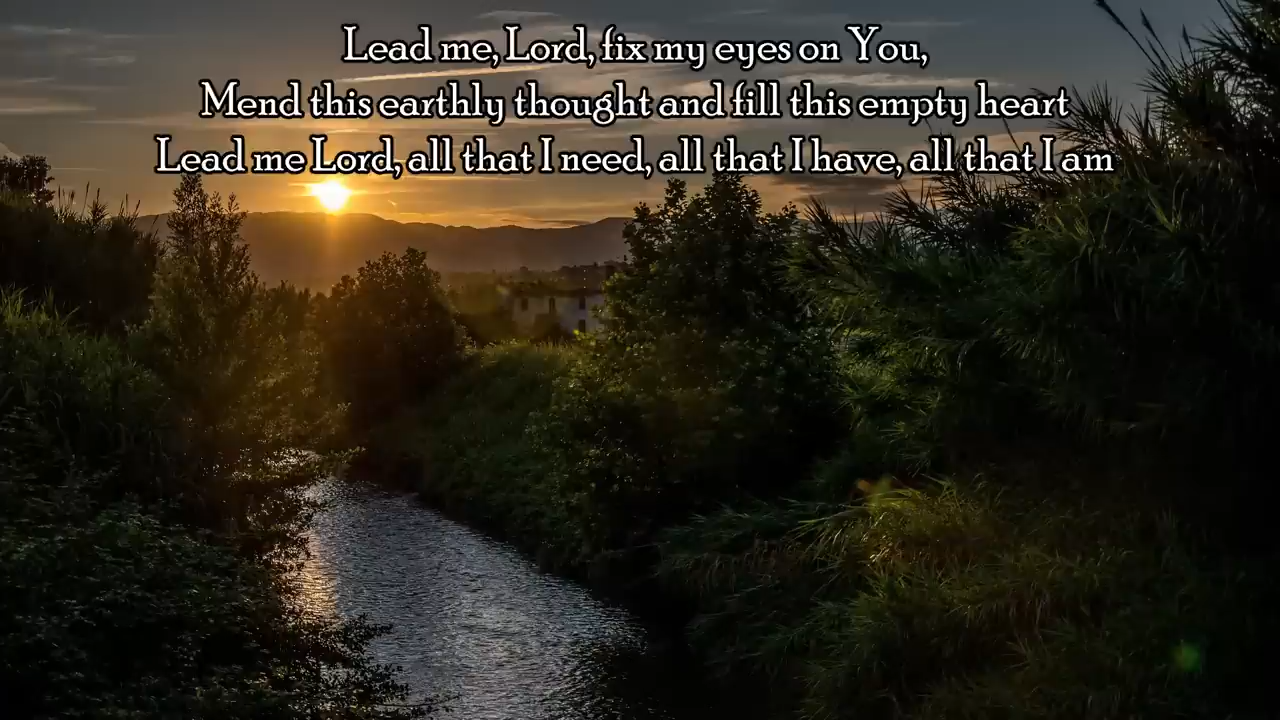 Lead me, Lord, fix my eyes on You,
Mend this earthly thought and fill this empty heart
Lead me Lord, all that I need, all that I have, all that I am